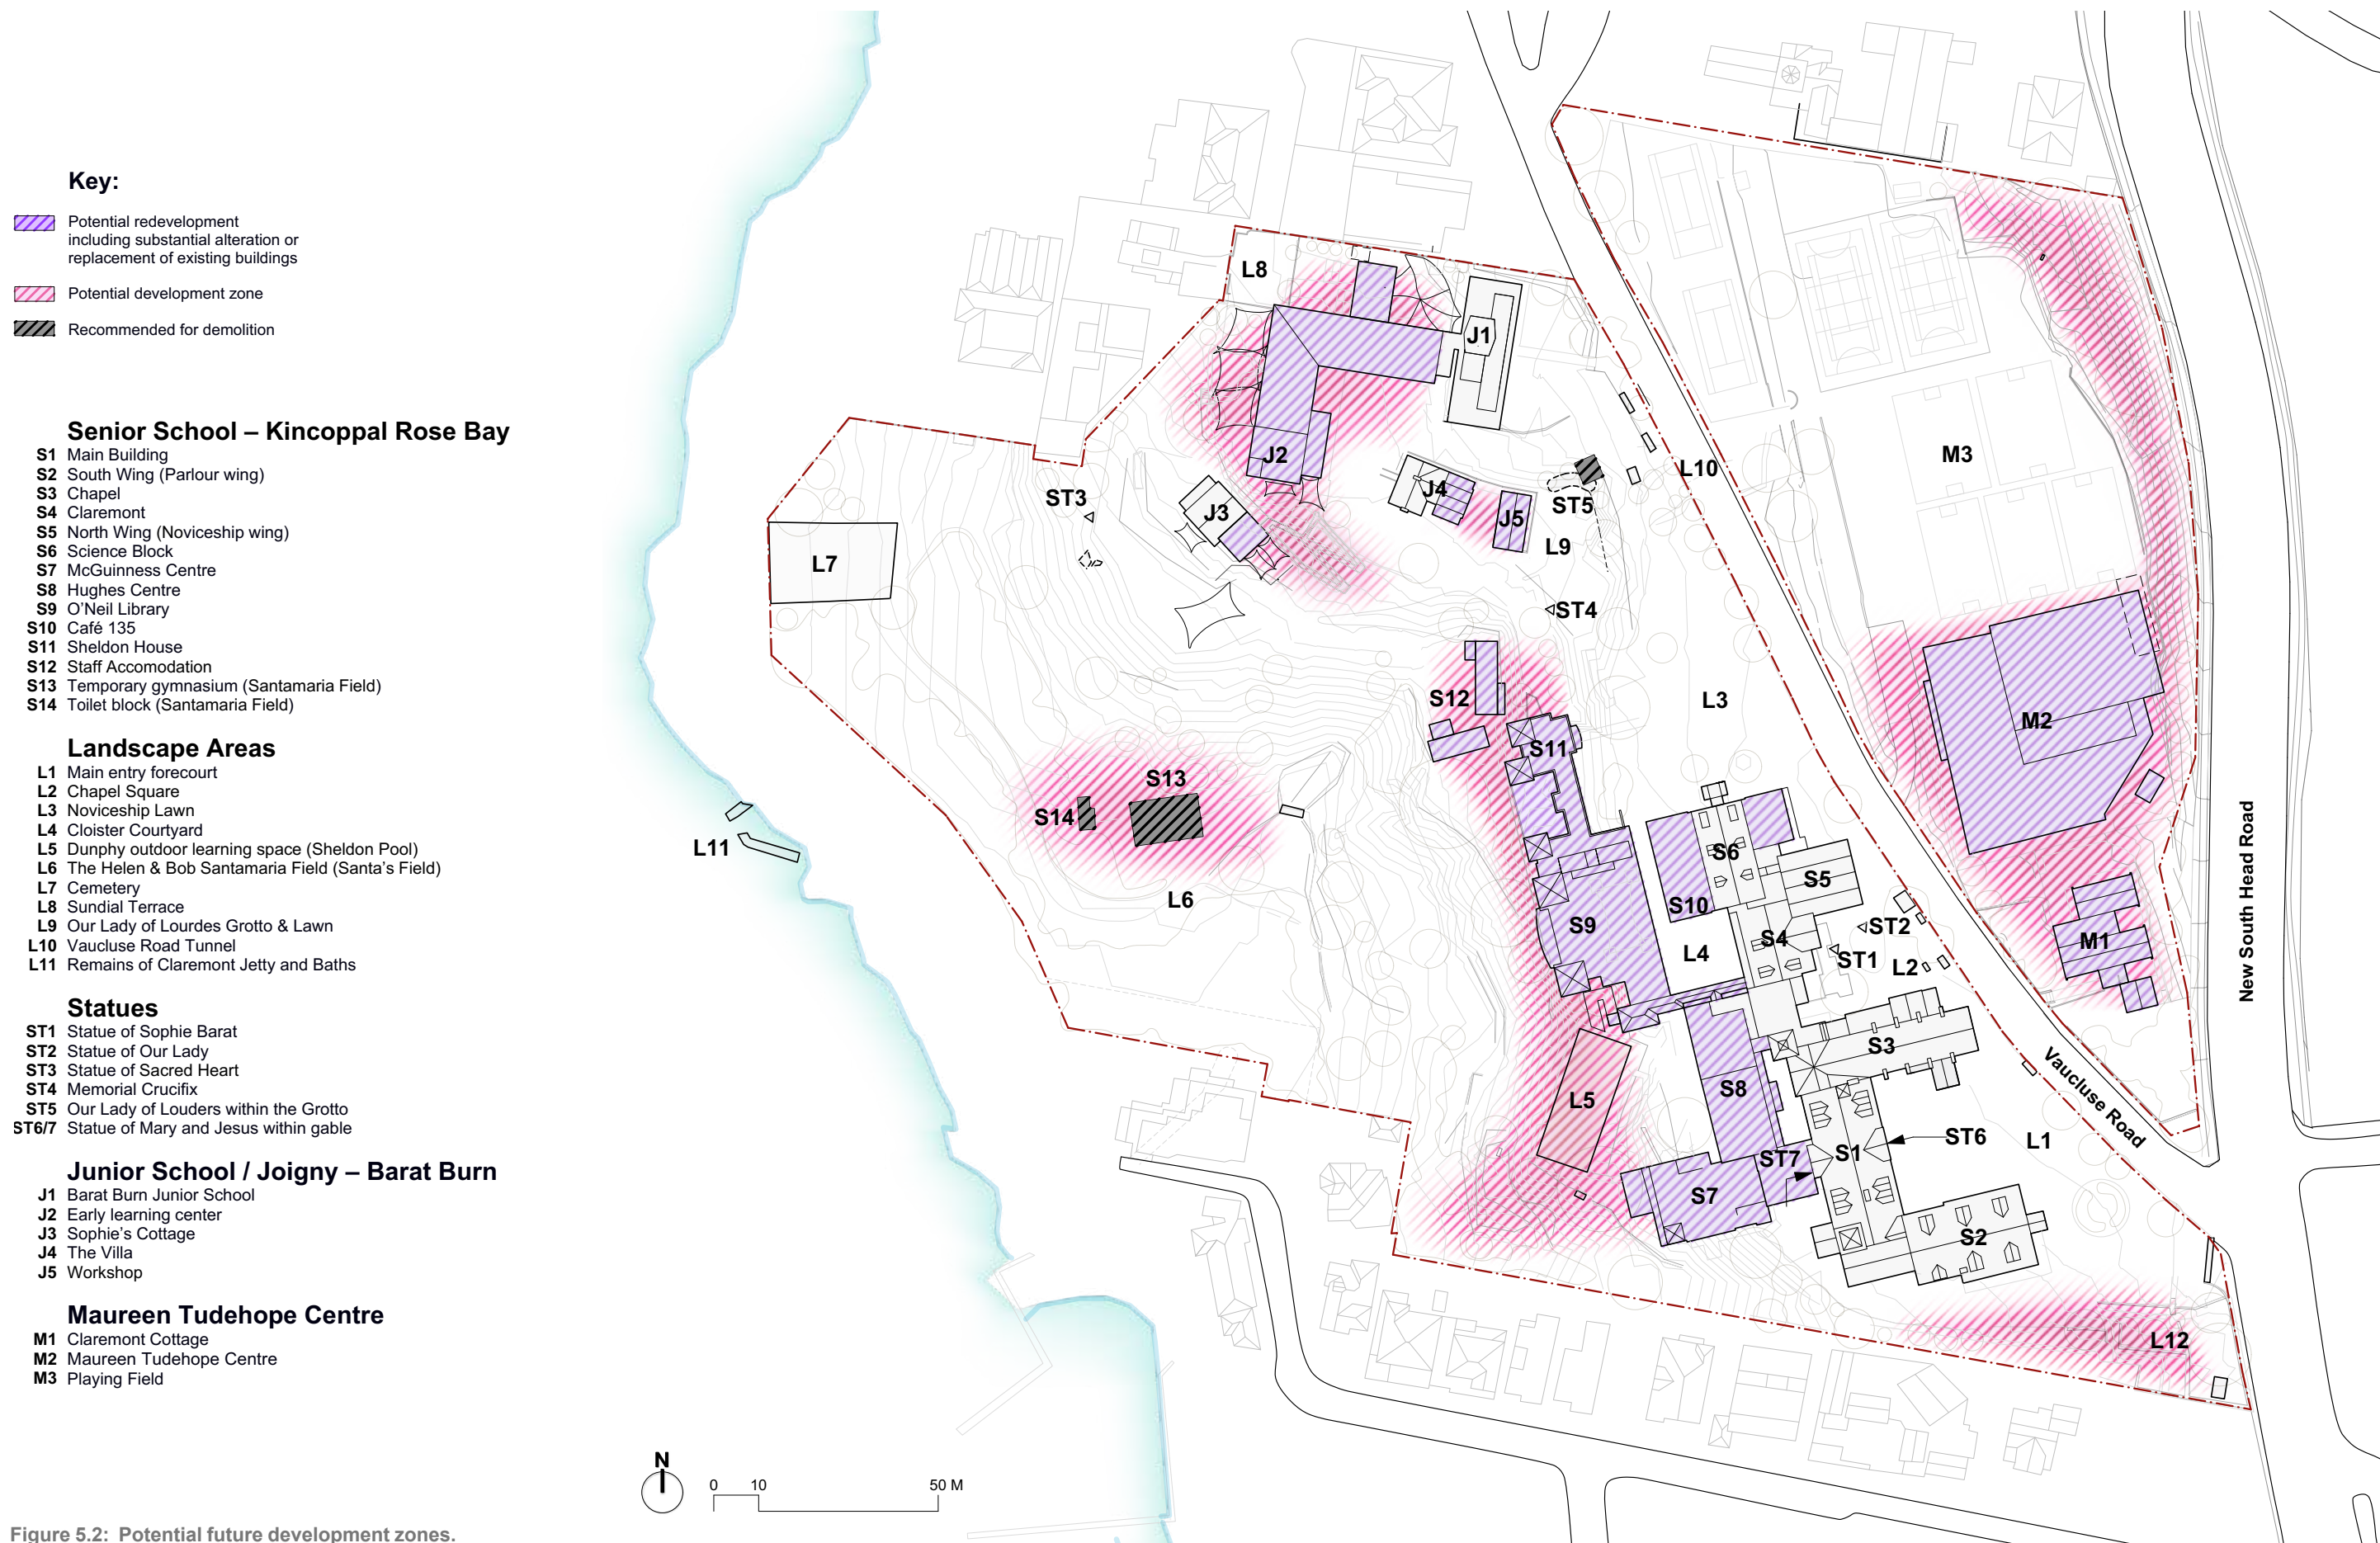 Key:
Potential redevelopment
including substantial alteration or
replacement of existing buildings
Potential development zone
Recommended for demolition
Senior School – Kincoppal Rose Bay
S1 Main Building
S2 South Wing (Parlour wing)
S3 Chapel
S4 Claremont
S5 North Wing (Noviceship wing)
S6 Science Block
S7 McGuinness Centre
S8 Hughes Centre
S9 O’Neil Library
S10 Café 135
S11 Sheldon House
S12 Staff Accomodation
S13 Temporary gymnasium (Santamaria Field)
S14 Toilet block (Santamaria Field)
Landscape Areas
L1 Main entry forecourt
L2 Chapel Square
L3 Noviceship Lawn
L4 Cloister Courtyard
L5 Dunphy outdoor learning space (Sheldon Pool)
L6 The Helen & Bob Santamaria Field (Santa’s Field)
L7 Cemetery
L8 Sundial Terrace
L9 Our Lady of Lourdes Grotto & Lawn
L10 Vaucluse Road Tunnel
L11 Remains of Claremont Jetty and Baths
Statues
ST1 Statue of Sophie Barat
ST2 Statue of Our Lady
ST3 Statue of Sacred Heart
ST4 Memorial Crucifix
ST5 Our Lady of Louders within the Grotto
ST6/7 Statue of Mary and Jesus within gable
Junior School / Joigny – Barat Burn
J1 Barat Burn Junior School
J2 Early learning center
J3 Sophie’s Cottage
J4 The Villa
J5 Workshop
Maureen Tudehope Centre
M1 Claremont Cottage
M2 Maureen Tudehope Centre
M3 Playing Field
L8
J1
J2
J3
J4
J5
ST3
ST5
L9
L10
M3
L7
ST4
S12
L3
M2
S11
S13
S14
L11
L6
S6
S5
S10
S9
S4
L4
ST2
ST1
L2
M1
S3
S8
L5
ST6
L1
ST7
S1
S7
S2
L12
Vaucluse Road
New South Head Road
N
0 10 50 M
Figure 5.2: Potential future development zones.